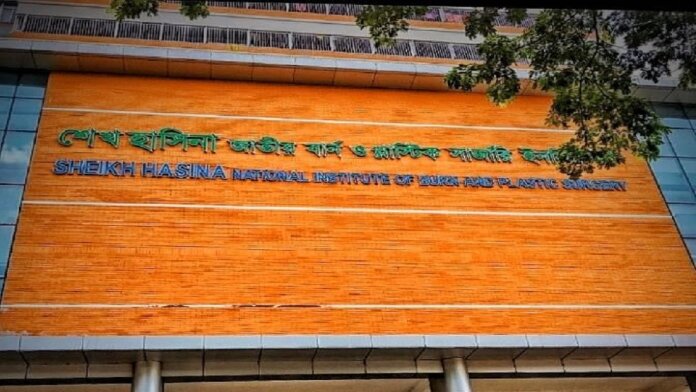 শেখ হাসিনা জাতীয় বার্ন ও প্লাস্টিক সার্জারি
SHEIKH HASINA NATIONAL INSTITUTE OF BURN AND PLASTIC SURGERY